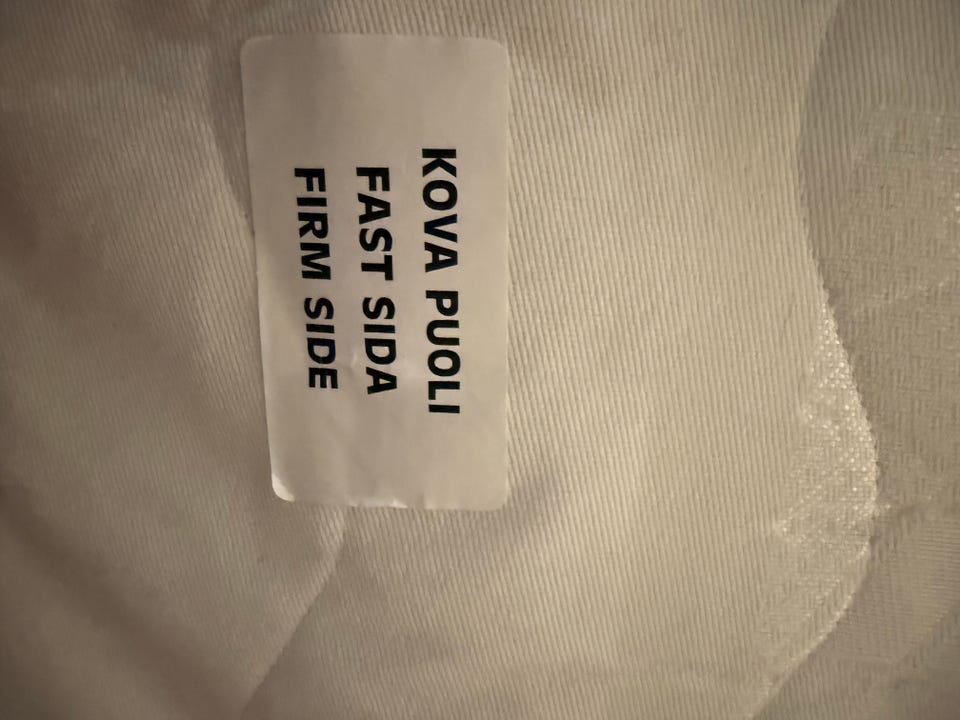 KOVA PUOLI
FAST SIDA
FIRM SIDE